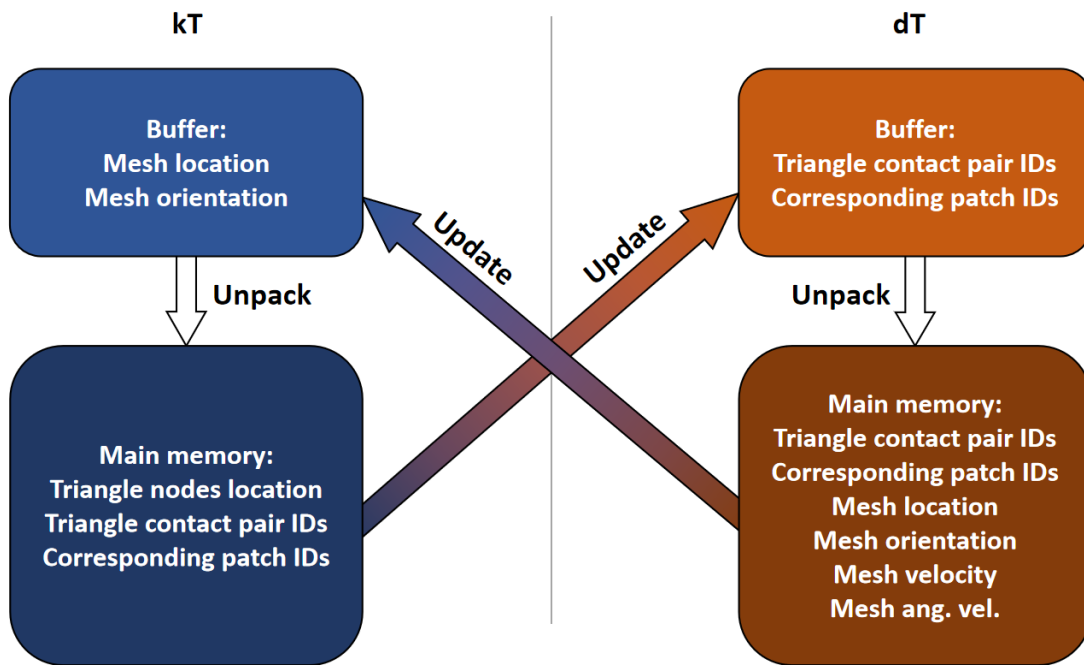 kT
dT
Buffer:
Mesh location
Mesh orientation
Buffer:
Triangle contact pair IDs
Corresponding patch IDs
Update
Update
Unpack
Unpack
Main memory:
Triangle nodes location
Triangle contact pair IDs
Corresponding patch IDs
Main memory:
Triangle contact pair IDs
Corresponding patch IDs
Mesh location
Mesh orientation
Mesh velocity
Mesh ang. vel.